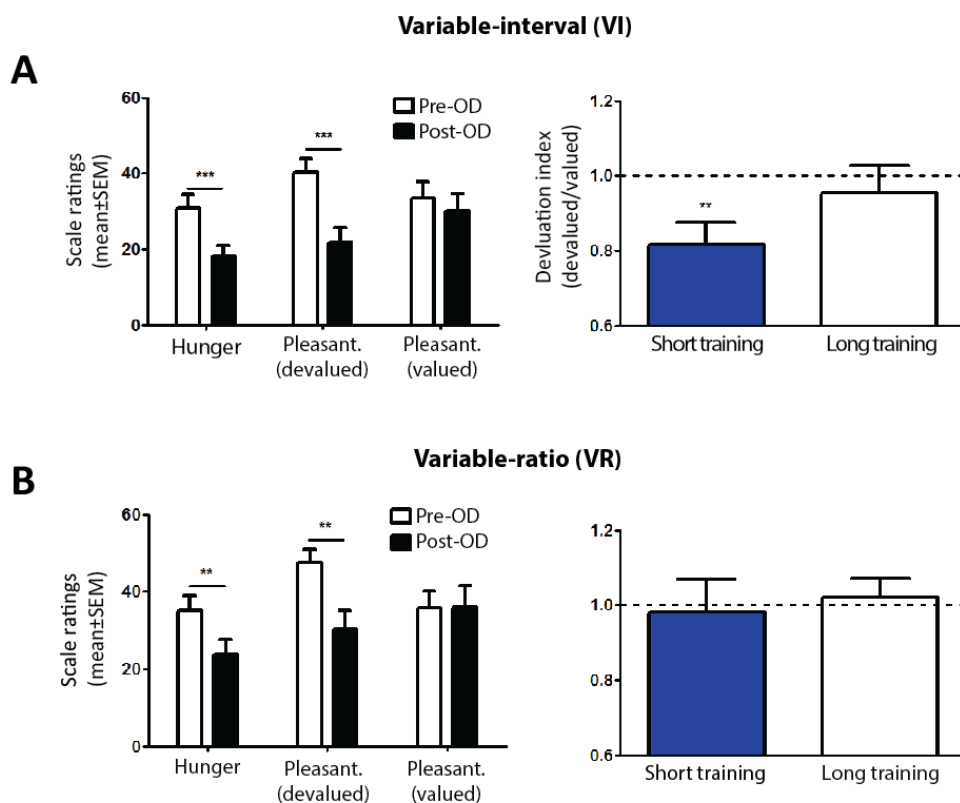 Variable-interval (VI)
A
60
40
20
0
Scale ratings
(mean±SEM)
Pre-OD
Post-OD
***
***
Hunger
Pleasant.
(devalued)
Pleasant.
(valued)
1.2
1.0
0.8
0.6
Devluation index
(devalued/valued)
**
Short training
Long training
Variable-ratio (VR)
B
60
40
20
0
Scale ratings
(mean±SEM)
Pre-OD
Post-OD
**
**
Hunger
Pleasant.
(devalued)
Pleasant.
(valued)
1.2
1.0
0.8
0.6
Short training
Long training